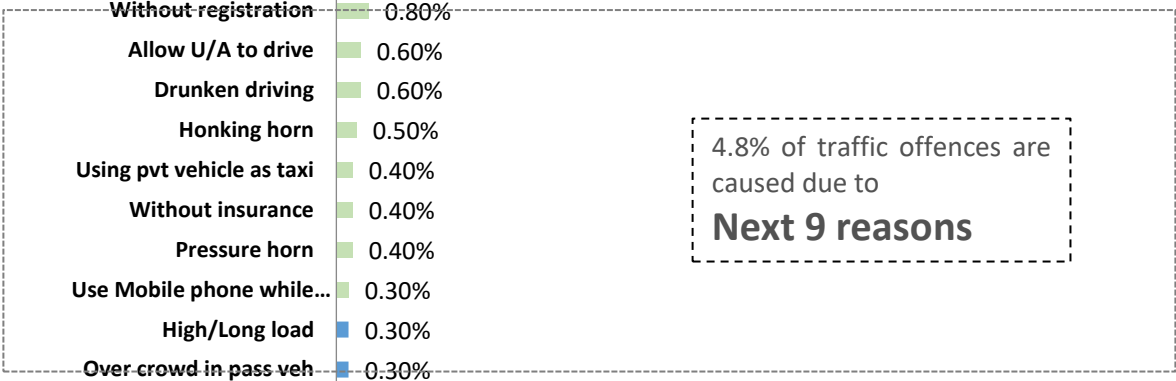 Without registration 0.80%
Allow U/A to drive 0.60%
Drunken driving 0.60%
Honking horn 0.50%
Using pvt vehicle as taxi 0.40%
Without insurance 0.40%
Pressure horn 0.40%
Use Mobile phone while… 0.30%
High/Long load 0.30%
Over crowd in pass veh 0.30%
4.8% of traffic offences are
caused due to
Next 9 reasons